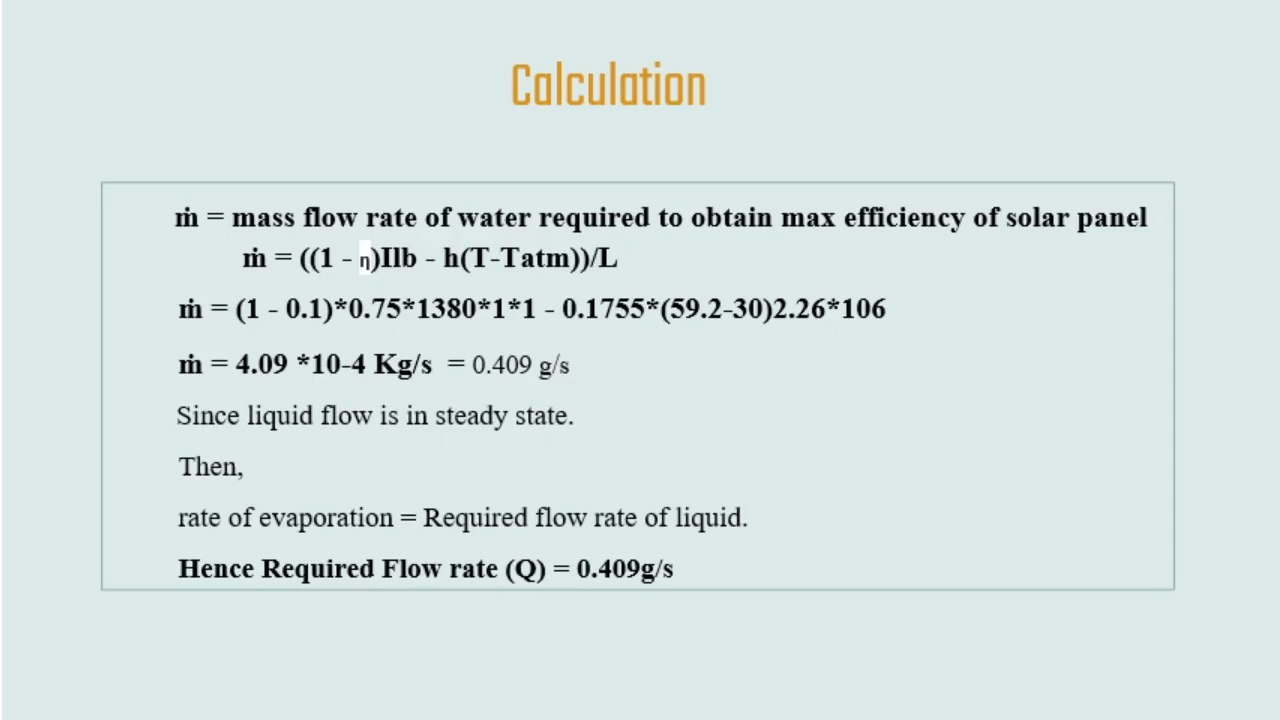 Calculation
ṁ = mass flow rate of water required to obtain max efficiency of solar panel
ṁ = ((1 - η)Ilb - h(T-Tatm))/L
ṁ = (1 - 0.1)*0.75*1380*1*1 - 0.1755*(59.2-30)2.26*106
ṁ = 4.09 *10-4 Kg/s = 0.409 g/s
Since liquid flow is in steady state.
Then,
rate of evaporation = Required flow rate of liquid.
Hence Required Flow rate (Q) = 0.409g/s